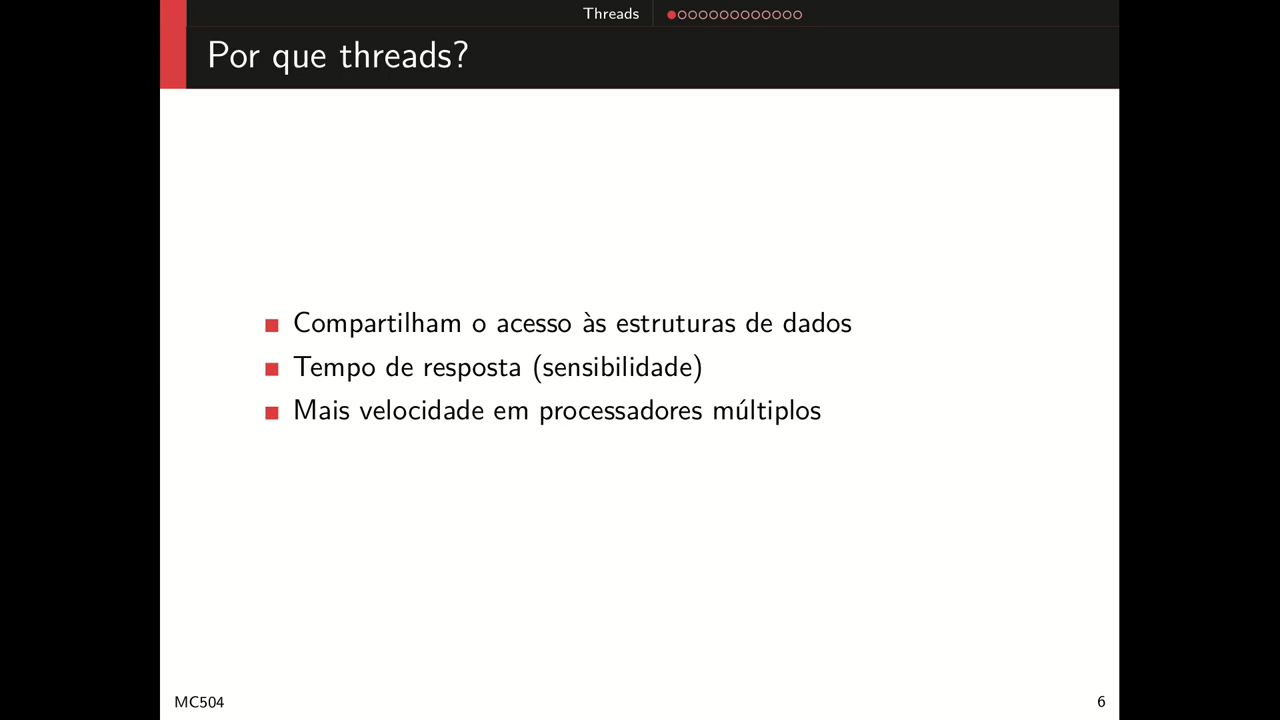 Threads
Por que threads?
Compartilham o acesso às estruturas de dados
Tempo de resposta (sensibilidade)
Mais velocidade em processadores múltiplos
MC504
6